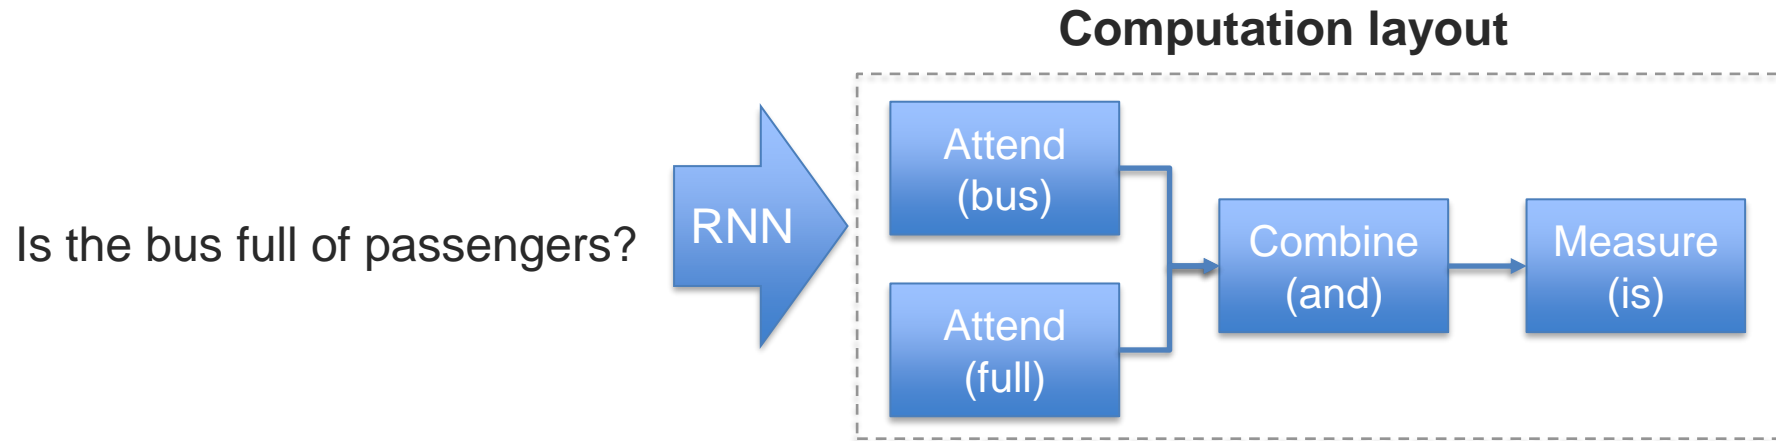 Computation layout
Is the bus full of passengers?
RNN
Attend
(bus)
Attend
(full)
Combine
(and)
Measure
(is)